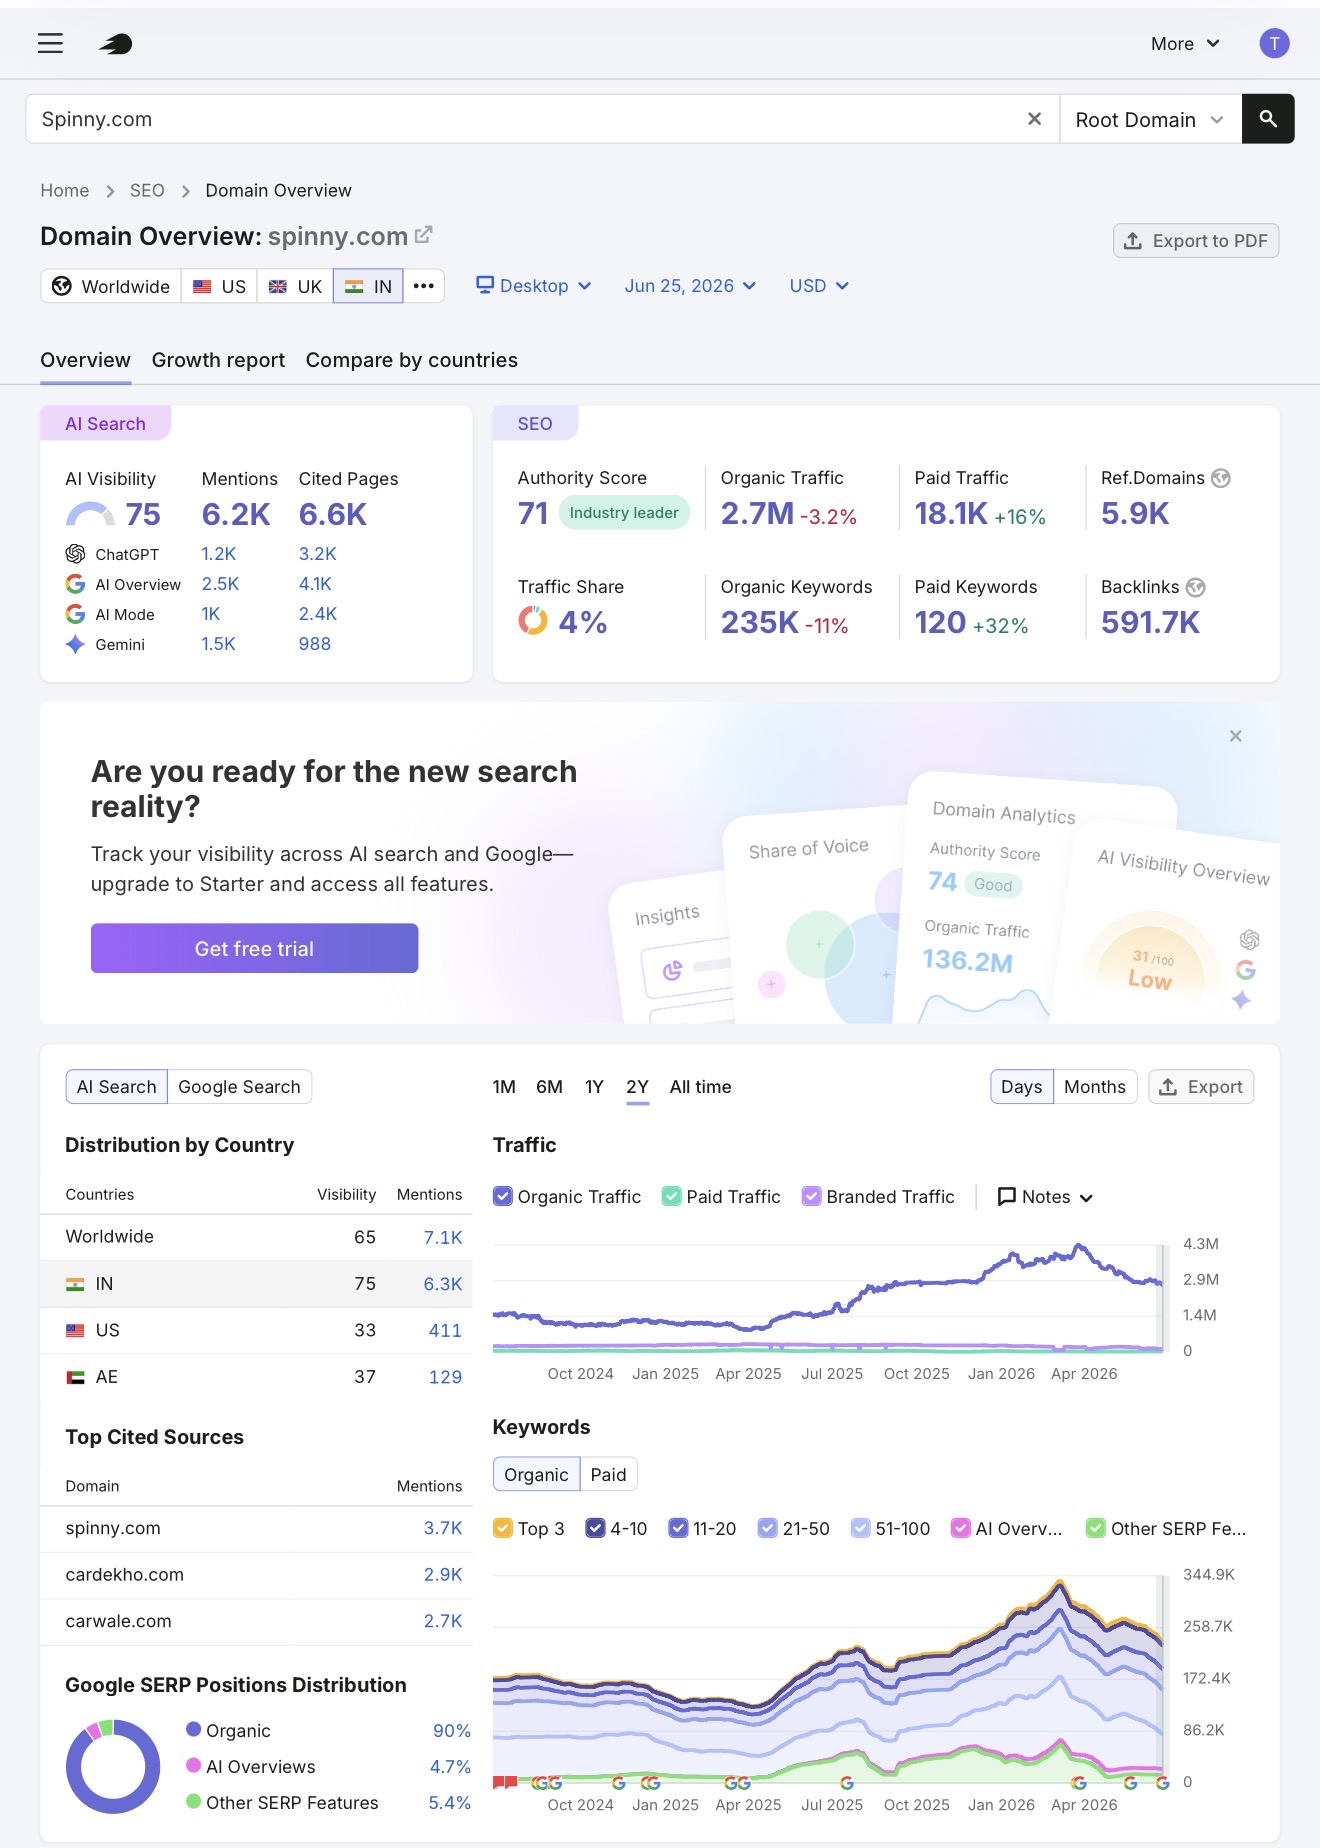 More
T
Spinny.com
Root Domain
Home > SEO > Domain Overview
Domain Overview: spinny.com
Export to PDF
Worldwide US UK IN •••
Desktop Jun 25, 2026 USD
Overview Growth report Compare by countries
AI Search
AI Visibility Mentions Cited Pages
75 6.2K 6.6K
ChatGPT 1.2K 3.2K
AI Overview 2.5K 4.1K
AI Mode 1K 2.4K
Gemini 1.5K 988
SEO
Authority Score Organic Traffic Paid Traffic Ref.Domains
71 Industry leader 2.7M -3.2% 18.1K +16% 5.9K
Traffic Share Organic Keywords Paid Keywords Backlinks
4% 235K -11% 120 +32% 591.7K
Are you ready for the new search
reality?
Track your visibility across AI search and Google—
upgrade to Starter and access all features.
Get free trial
Insights
Share of Voice
Domain Analytics
Authority Score
74 Good
Organic Traffic
136.2M
AI Visibility Overview
31 /100
Low
AI Search Google Search
Distribution by Country
Countries Visibility Mentions
Worldwide 65 7.1K
IN 75 6.3K
US 33 411
AE 37 129
Top Cited Sources
Domain Mentions
spinny.com 3.7K
cardekho.com 2.9K
carwale.com 2.7K
Google SERP Positions Distribution
Organic 90%
AI Overviews 4.7%
Other SERP Features 5.4%
1M 6M 1Y 2Y All time
Days Months Export
Traffic
Organic Traffic Paid Traffic Branded Traffic Notes
4.3M
2.9M
1.4M
0
Oct 2024 Jan 2025 Apr 2025 Jul 2025 Oct 2025 Jan 2026 Apr 2026
Keywords
Organic Paid
Top 3 4-10 11-20 21-50 51-100 AI Overv... Other SERP Fe...
344.9K
258.7K
172.4K
86.2K
0
Oct 2024 Jan 2025 Apr 2025 Jul 2025 Oct 2025 Jan 2026 Apr 2026